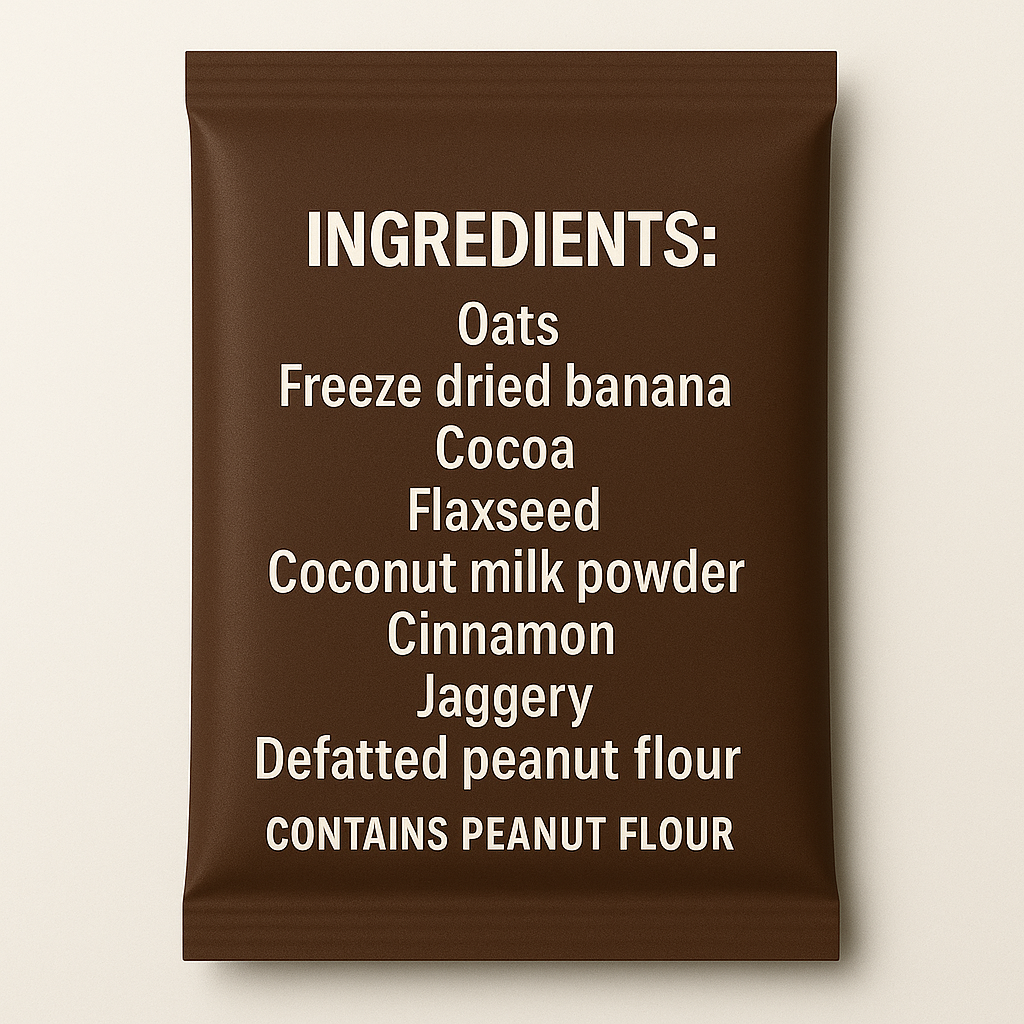 INGREDIENTS:
Oats
Freeze dried banana
Cocoa
Flaxseed
Coconut milk powder
Cinnamon
Jaggery
Defatted peanut flour
CONTAINS PEANUT FLOUR